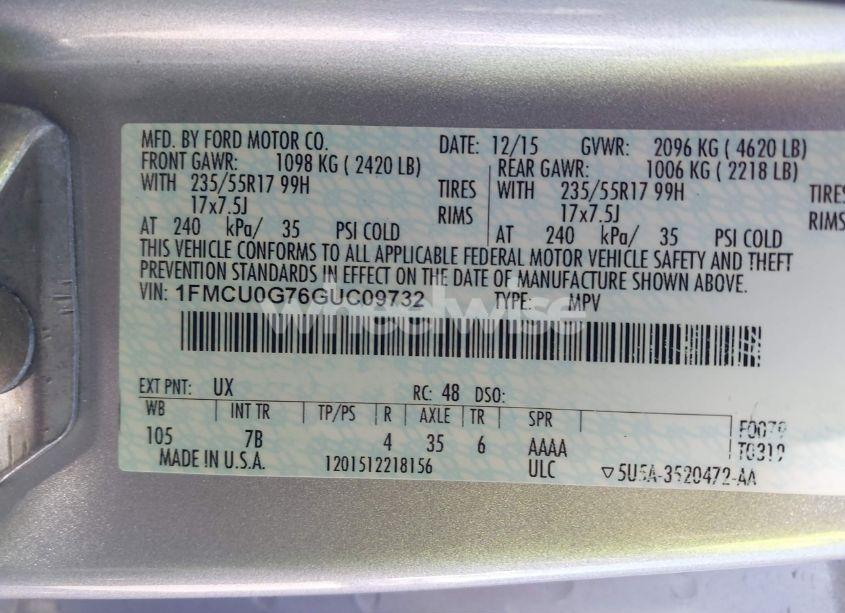 MFD. BY FORD MOTOR CO. DATE: 12/15 GVWR: 2096 KG ( 4620 LB)
FRONT GAWR: 1098 KG ( 2420 LB) REAR GAWR: 1006 KG ( 2218 LB)
WITH 235/55R17 99H TIRES WITH 235/55R17 99H TIRES
17x7.5J RIMS 17x7.5J RIMS
AT 240 kPa/ 35 PSI COLD AT 240 kPa/ 35 PSI COLD
THIS VEHICLE CONFORMS TO ALL APPLICABLE FEDERAL MOTOR VEHICLE SAFETY AND THEFT
PREVENTION STANDARDS IN EFFECT ON THE DATE OF MANUFACTURE SHOWN ABOVE.
VIN: 1FMCU0G76GUC09732 TYPE: MPV
wheelwise
EXT PNT: UX RC: 48 DSO:
WB INT TR TP/PS R AXLE TR SPR
105 7B 4 35 6 AAAA
F0079
T0319
MADE IN U.S.A. 1201512218156 ULC ▽5U5A-3520472-AA